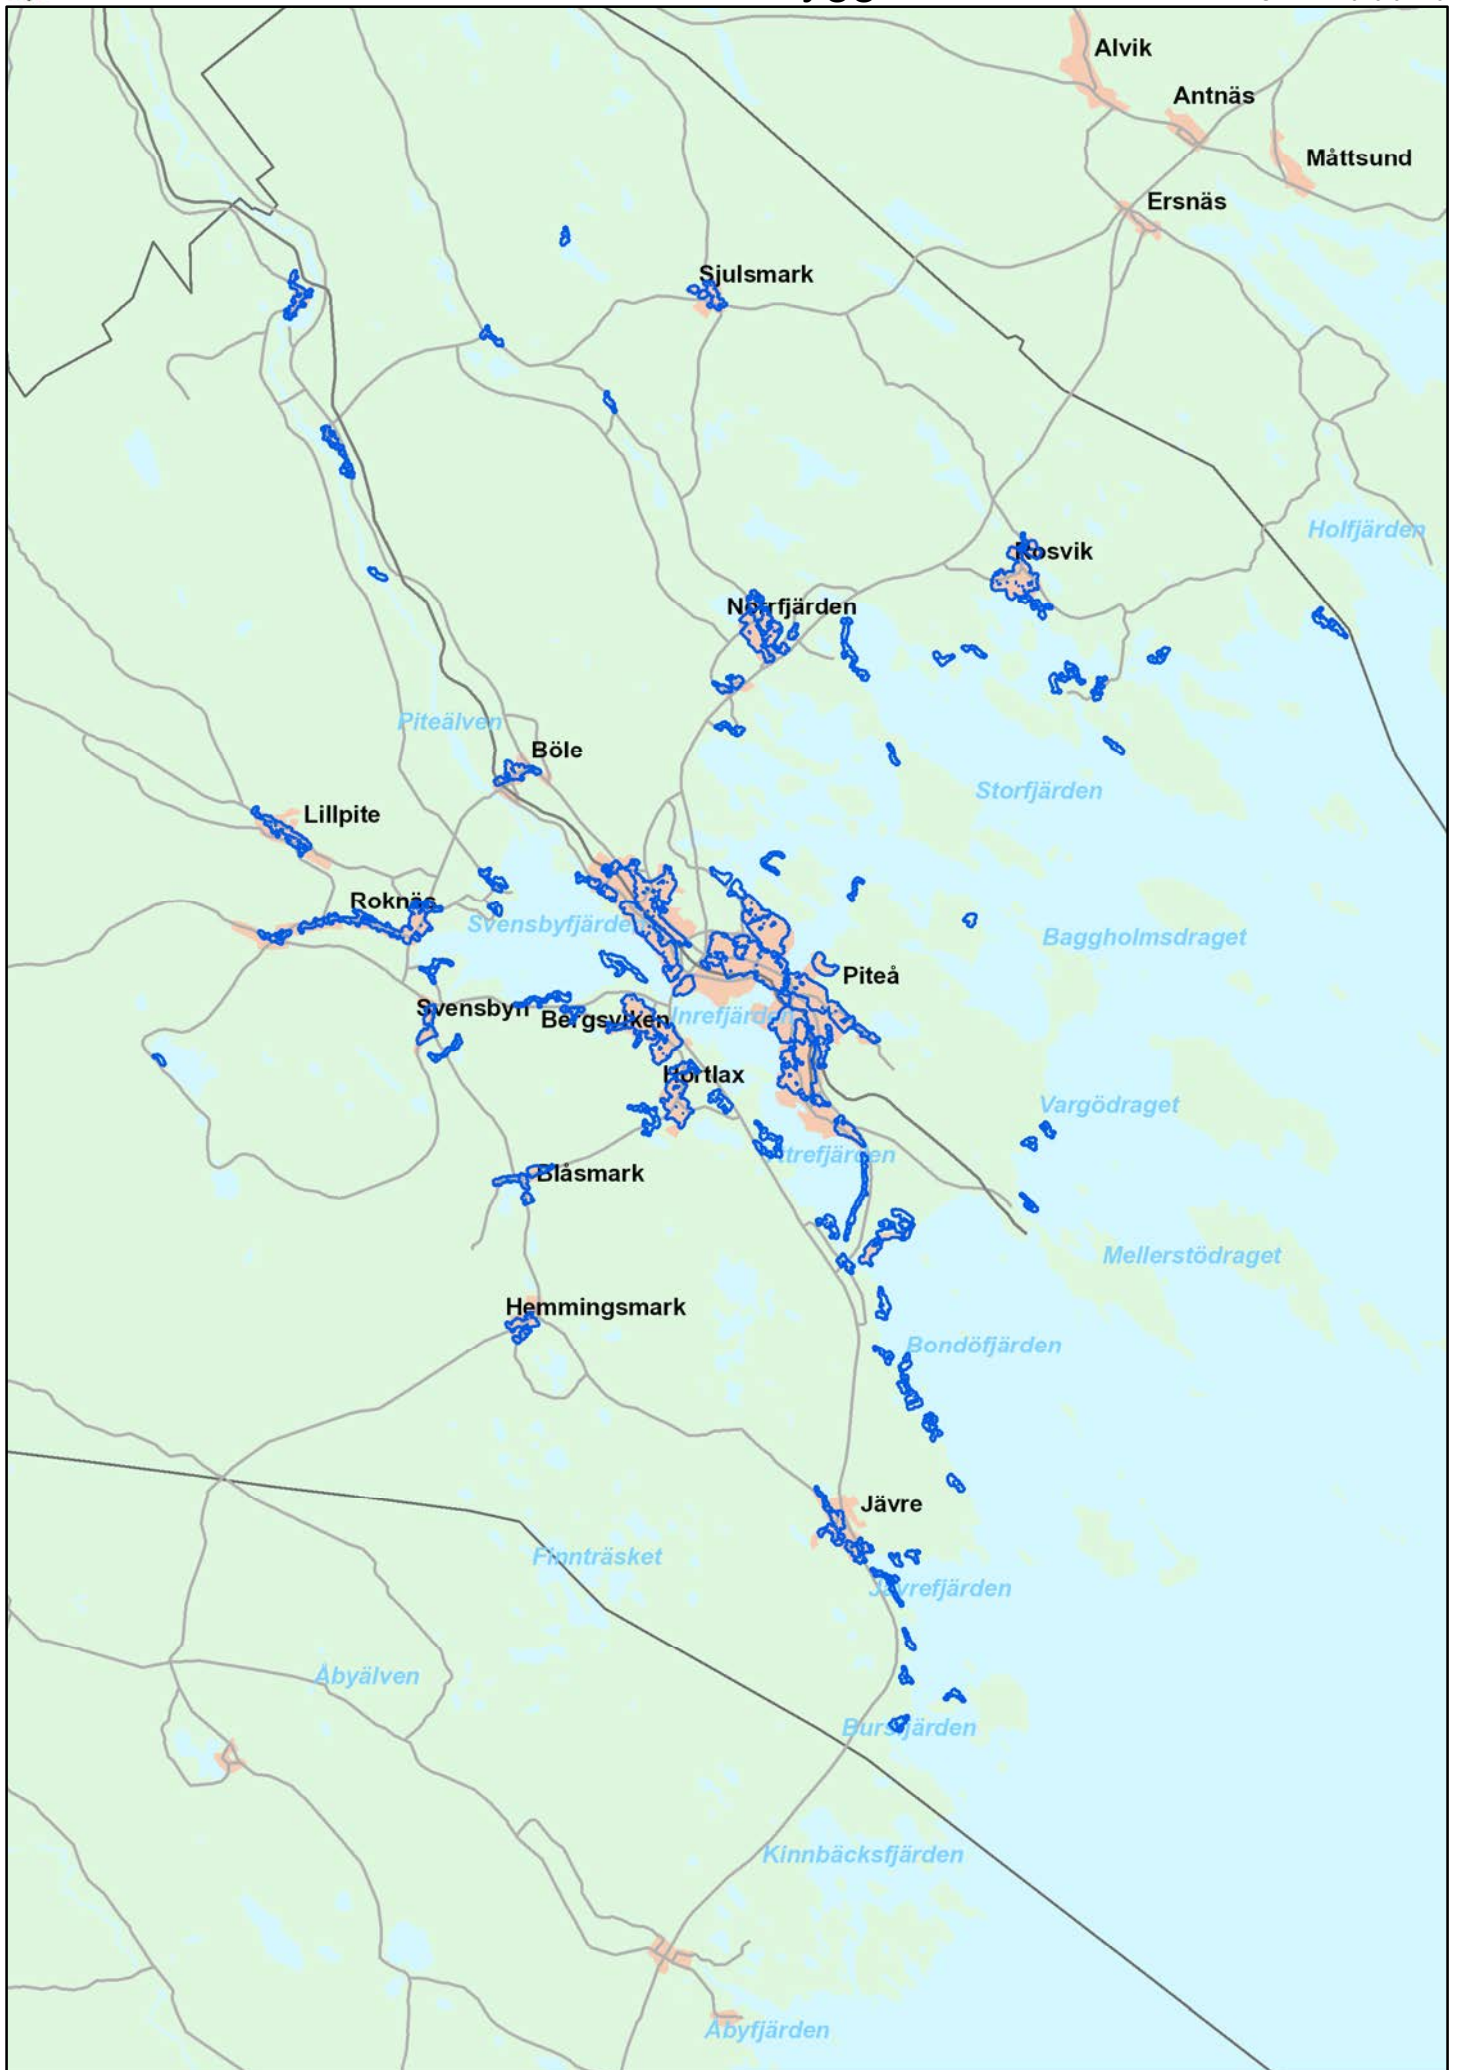 Alvik
Antnäs
Måttsund
Ersnäs
Sjulsmark
Holfjärden
Rosvik
Norrfjärden
Piteälven
Böle
Storfjärden
Lillpite
Roknäs
Svensbyfjärden
Baggholmsdraget
Piteå
Svensbyn
Bergsviken
Inrefjärden
Hortlax
Vargödraget
Yttrefjärden
Blåsmark
Mellerstödraget
Hemmingsmark
Bondöfjärden
Jävre
Finnträsket
Jävrefjärden
Åbyälven
Bursfjärden
Kinnbäcksfjärden
Åbyfjärden